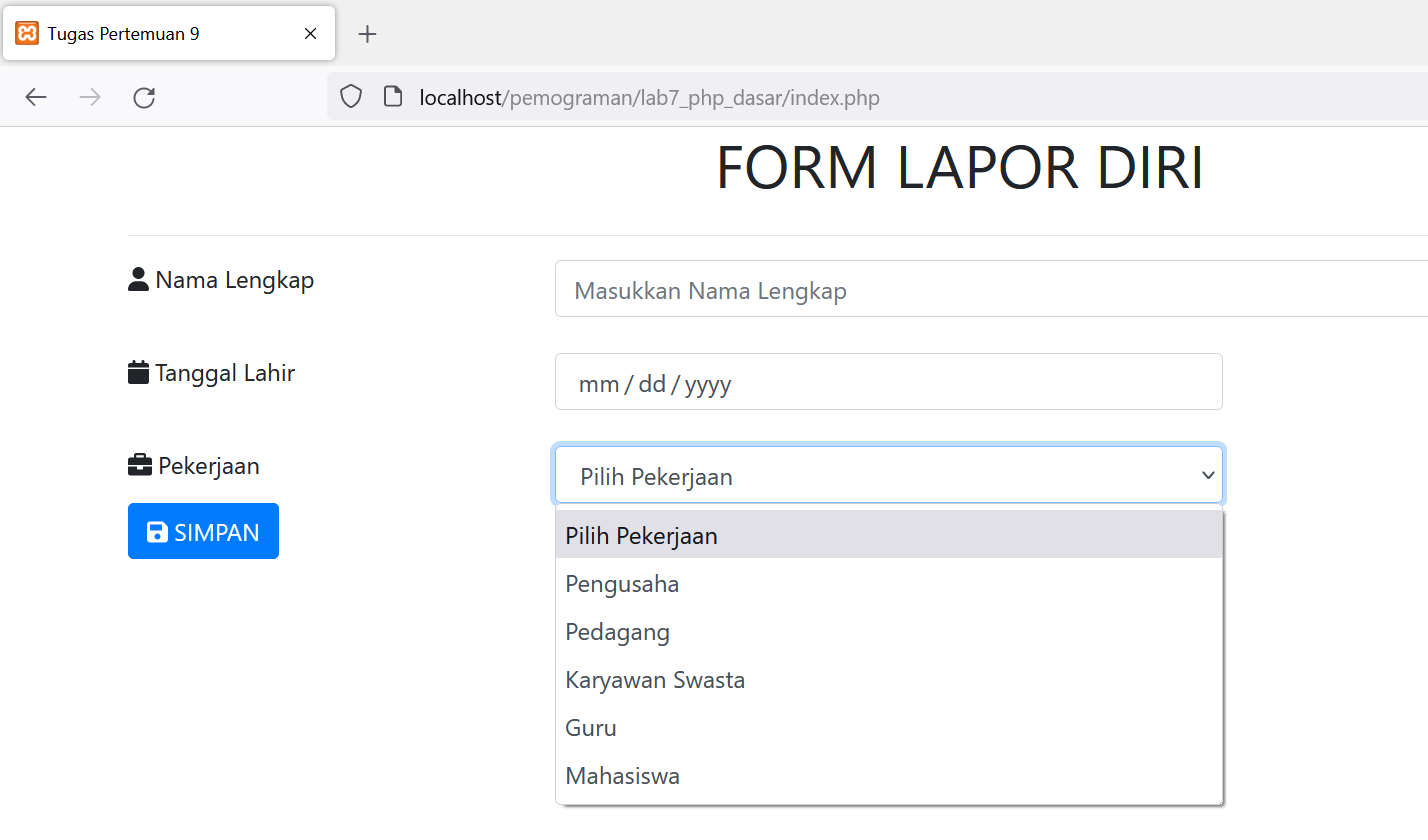 Tugas Pertemuan 9
localhost/pemograman/lab7_php_dasar/index.php
FORM LAPOR DIRI
Nama Lengkap
Masukkan Nama Lengkap
Tanggal Lahir
mm / dd / yyyy
Pekerjaan
Pilih Pekerjaan
SIMPAN
Pilih Pekerjaan
Pengusaha
Pedagang
Karyawan Swasta
Guru
Mahasiswa